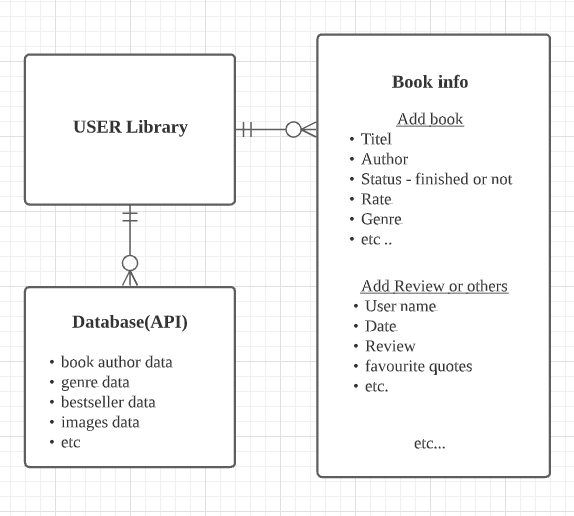 USER Library
Database(API)
• book author data
• genre data
• bestseller data
• images data
• etc
Book info
Add book
• Titel
• Author
• Status - finished or not
• Rate
• Genre
• etc ..
Add Review or others
• User name
• Date
• Review
• favourite quotes
• etc.
etc...